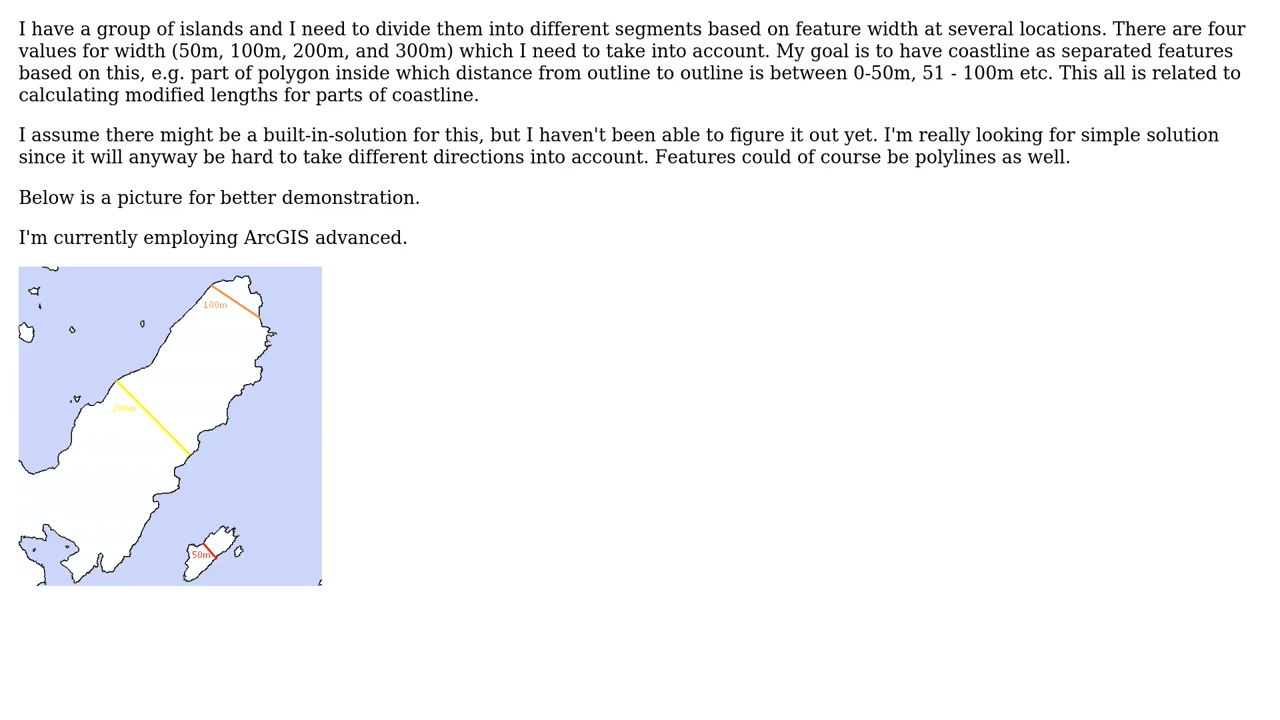 I have a group of islands and I need to divide them into different segments based on feature width at several locations. There are four
values for width (50m, 100m, 200m, and 300m) which I need to take into account. My goal is to have coastline as separated features
based on this, e.g. part of polygon inside which distance from outline to outline is between 0-50m, 51 - 100m etc. This all is related to
calculating modified lengths for parts of coastline.
I assume there might be a built-in-solution for this, but I haven't been able to figure it out yet. I'm really looking for simple solution
since it will anyway be hard to take different directions into account. Features could of course be polylines as well.
Below is a picture for better demonstration.
I'm currently employing ArcGIS advanced.
100m
200m
50m